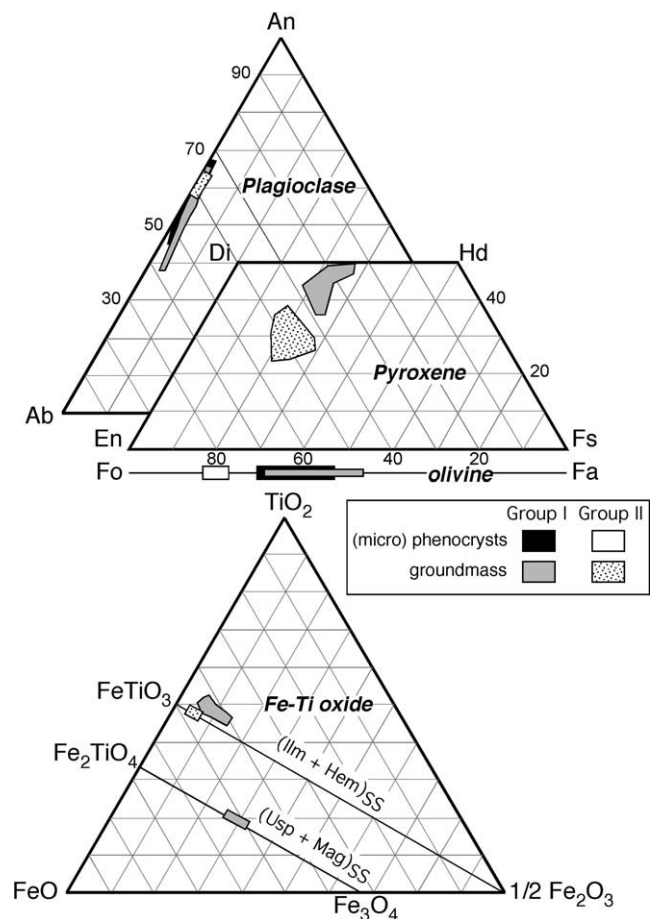 An
90
70
Plagioclase
50
Di
Hd
30
40
Pyroxene
20
Ab
En
Fs
Fo
80
60
40
olivine
20
Fa
TiO2
Group I
Group II
(micro) phenocrysts
groundmass
FeTiO3
Fe-Ti oxide
Fe2TiO4
(Ilm + Hem)SS
(Usp + Mag)SS
FeO
Fe3O4
1/2 Fe2O3